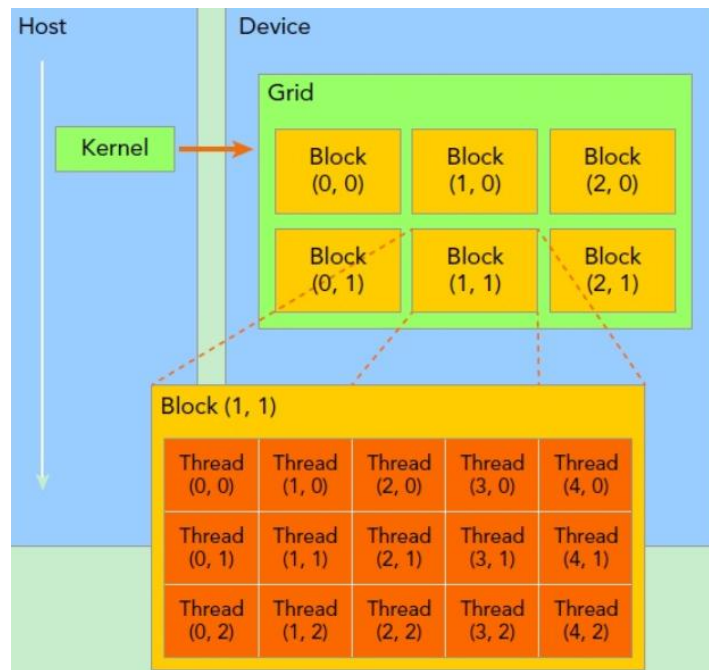 Host
Device
Grid
Kernel
Block
(0, 0)
Block
(1, 0)
Block
(2, 0)
Block
(0, 1)
Block
(1, 1)
Block
(2, 1)
Block (1, 1)
Thread
(0, 0)
Thread
(1, 0)
Thread
(2, 0)
Thread
(3, 0)
Thread
(4, 0)
Thread
(0, 1)
Thread
(1, 1)
Thread
(2, 1)
Thread
(3, 1)
Thread
(4, 1)
Thread
(0, 2)
Thread
(1, 2)
Thread
(2, 2)
Thread
(3, 2)
Thread
(4, 2)